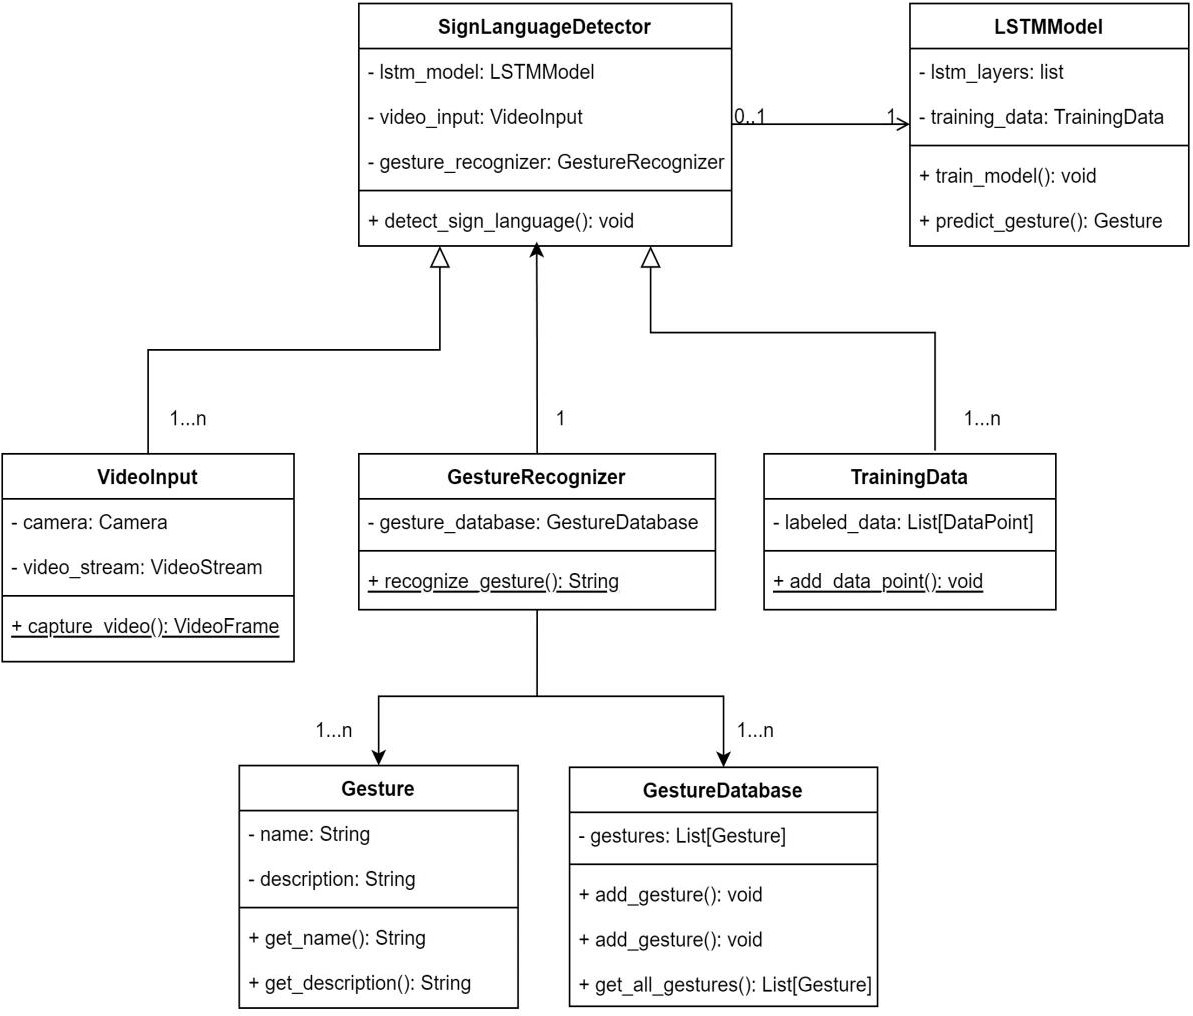 SignLanguageDetector
- lstm_model: LSTMModel
- video_input: VideoInput
- gesture_recognizer: GestureRecognizer
+ detect_sign_language(): void
0..1
1
LSTMModel
- lstm_layers: list
- training_data: TrainingData
+ train_model(): void
+ predict_gesture(): Gesture
1...n
1
1...n
VideoInput
- camera: Camera
- video_stream: VideoStream
+ capture_video(): VideoFrame
GestureRecognizer
- gesture_database: GestureDatabase
+ recognize_gesture(): String
TrainingData
- labeled_data: List[DataPoint]
+ add_data_point(): void
1...n
1...n
Gesture
- name: String
- description: String
+ get_name(): String
+ get_description(): String
GestureDatabase
- gestures: List[Gesture]
+ add_gesture(): void
+ add_gesture(): void
+ get_all_gestures(): List[Gesture]